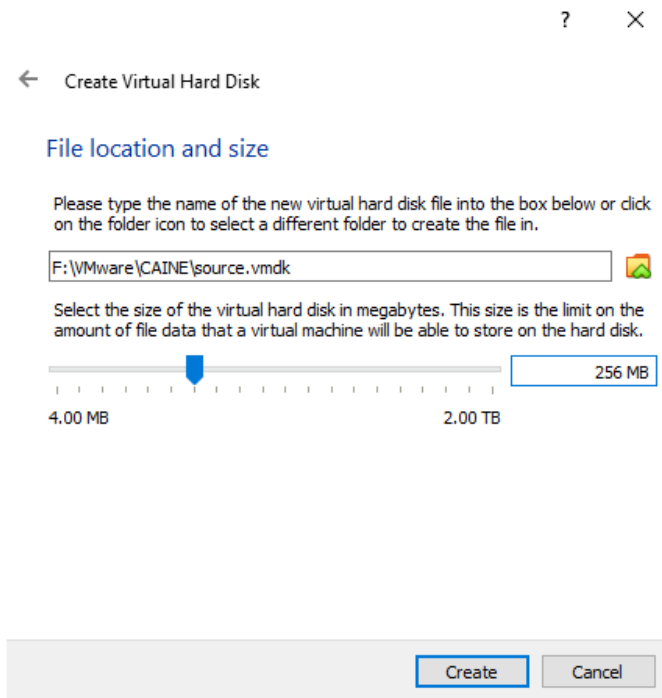 ?
Create Virtual Hard Disk
File location and size
Please type the name of the new virtual hard disk file into the box below or click
on the folder icon to select a different folder to create the file in.
F:\VMware\CAINE\source.vmdk
Select the size of the virtual hard disk in megabytes. This size is the limit on the
amount of file data that a virtual machine will be able to store on the hard disk.
256 MB
4.00 MB 2.00 TB
Create Cancel